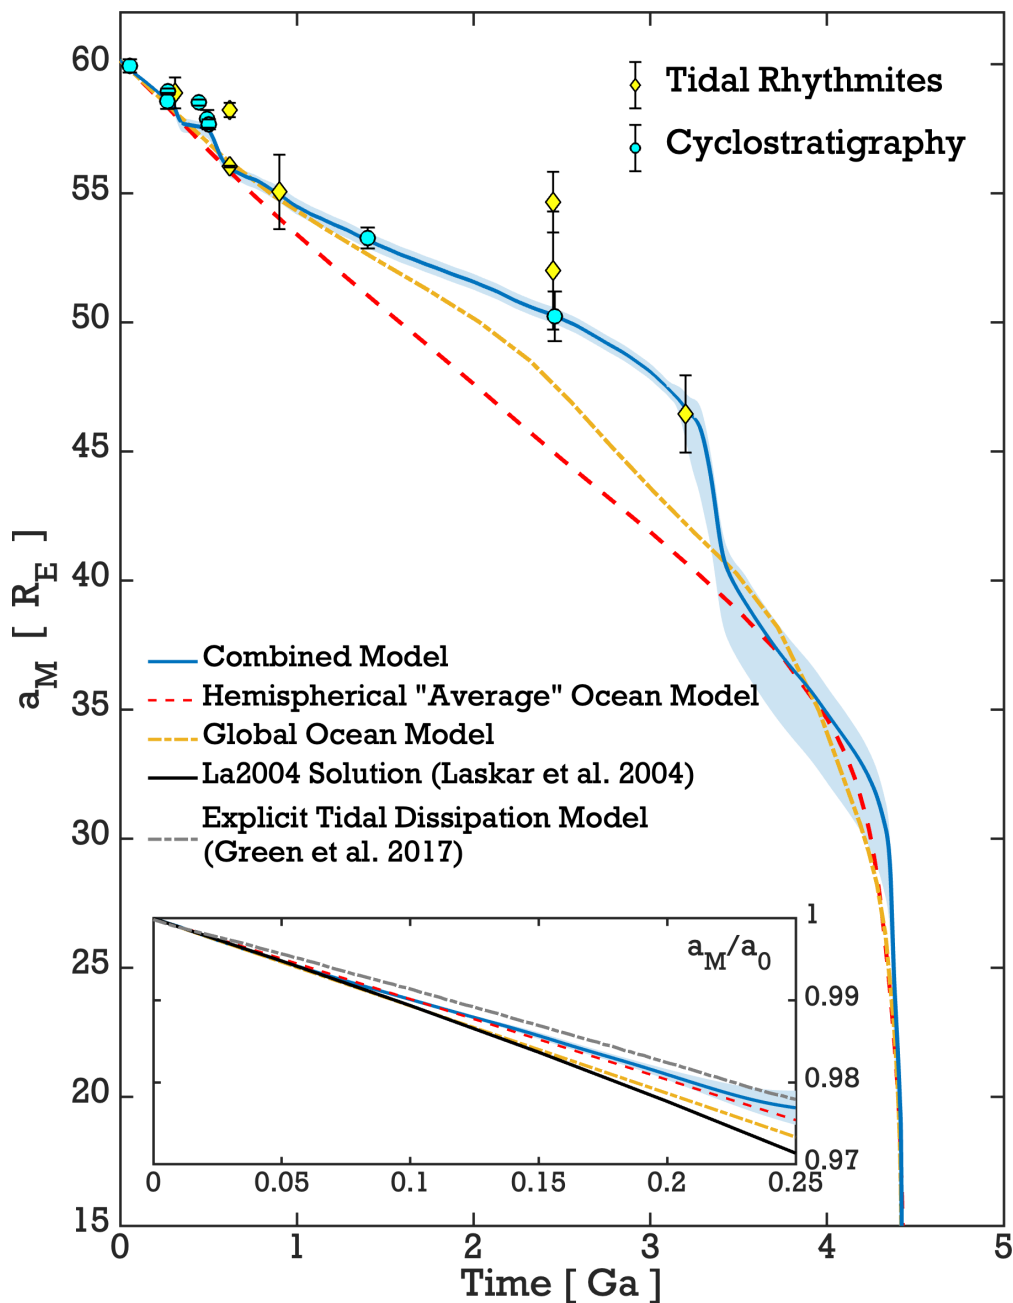 60
55
50
45
40
35
30
25
20
15
a_M [ R_E ]
Tidal Rhythmites
Cyclostratigraphy
Combined Model
Hemispherical "Average" Ocean Model
Global Ocean Model
La2004 Solution (Laskar et al. 2004)
Explicit Tidal Dissipation Model
(Green et al. 2017)
a_M/a_0
1
0.99
0.98
0.97
0
0.05
0.1
0.15
0.2
0.25
0
1
2
3
4
5
Time [ Ga ]